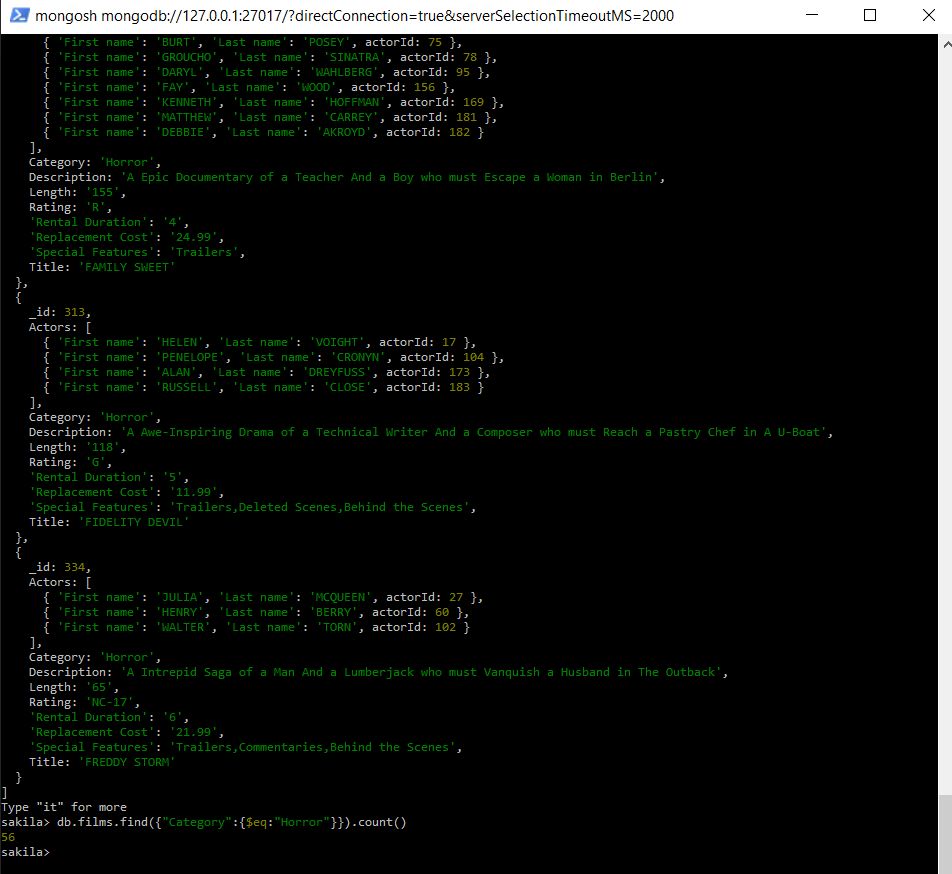 mongosh mongodb://127.0.0.1:27017/?directConnection=true&serverSelectionTimeoutMS=2000
{ 'First name': 'BURT', 'Last name': 'POSEY', actorId: 75 },
{ 'First name': 'GROUCHO', 'Last name': 'SINATRA', actorId: 78 },
{ 'First name': 'DARYL', 'Last name': 'WAHLBERG', actorId: 95 },
{ 'First name': 'FAY', 'Last name': 'WOOD', actorId: 156 },
{ 'First name': 'KENNETH', 'Last name': 'HOFFMAN', actorId: 169 },
{ 'First name': 'MATTHEW', 'Last name': 'CARREY', actorId: 181 },
{ 'First name': 'DEBBIE', 'Last name': 'AKROYD', actorId: 182 }
],
Category: 'Horror',
Description: 'A Epic Documentary of a Teacher And a Boy who must Escape a Woman in Berlin',
Length: '155',
Rating: 'R',
'Rental Duration': '4',
'Replacement Cost': '24.99',
'Special Features': 'Trailers',
Title: 'FAMILY SWEET'
},
{
_id: 313,
Actors: [
{ 'First name': 'HELEN', 'Last name': 'VOIGHT', actorId: 17 },
{ 'First name': 'PENELOPE', 'Last name': 'CRONYN', actorId: 104 },
{ 'First name': 'ALAN', 'Last name': 'DREYFUSS', actorId: 173 },
{ 'First name': 'RUSSELL', 'Last name': 'CLOSE', actorId: 183 }
],
Category: 'Horror',
Description: 'A Awe-Inspiring Drama of a Technical Writer And a Composer who must Reach a Pastry Chef in A U-Boat',
Length: '118',
Rating: 'G',
'Rental Duration': '5',
'Replacement Cost': '11.99',
'Special Features': 'Trailers,Deleted Scenes,Behind the Scenes',
Title: 'FIDELITY DEVIL'
},
{
_id: 334,
Actors: [
{ 'First name': 'JULIA', 'Last name': 'MCQUEEN', actorId: 27 },
{ 'First name': 'HENRY', 'Last name': 'BERRY', actorId: 60 },
{ 'First name': 'WALTER', 'Last name': 'TORN', actorId: 102 }
],
Category: 'Horror',
Description: 'A Intrepid Saga of a Man And a Lumberjack who must Vanquish a Husband in The Outback',
Length: '65',
Rating: 'NC-17',
'Rental Duration': '6',
'Replacement Cost': '21.99',
'Special Features': 'Trailers,Commentaries,Behind the Scenes',
Title: 'FREDDY STORM'
}
]
Type "it" for more
sakila> db.films.find({"Category":{$eq:"Horror"}}).count()
56
sakila>